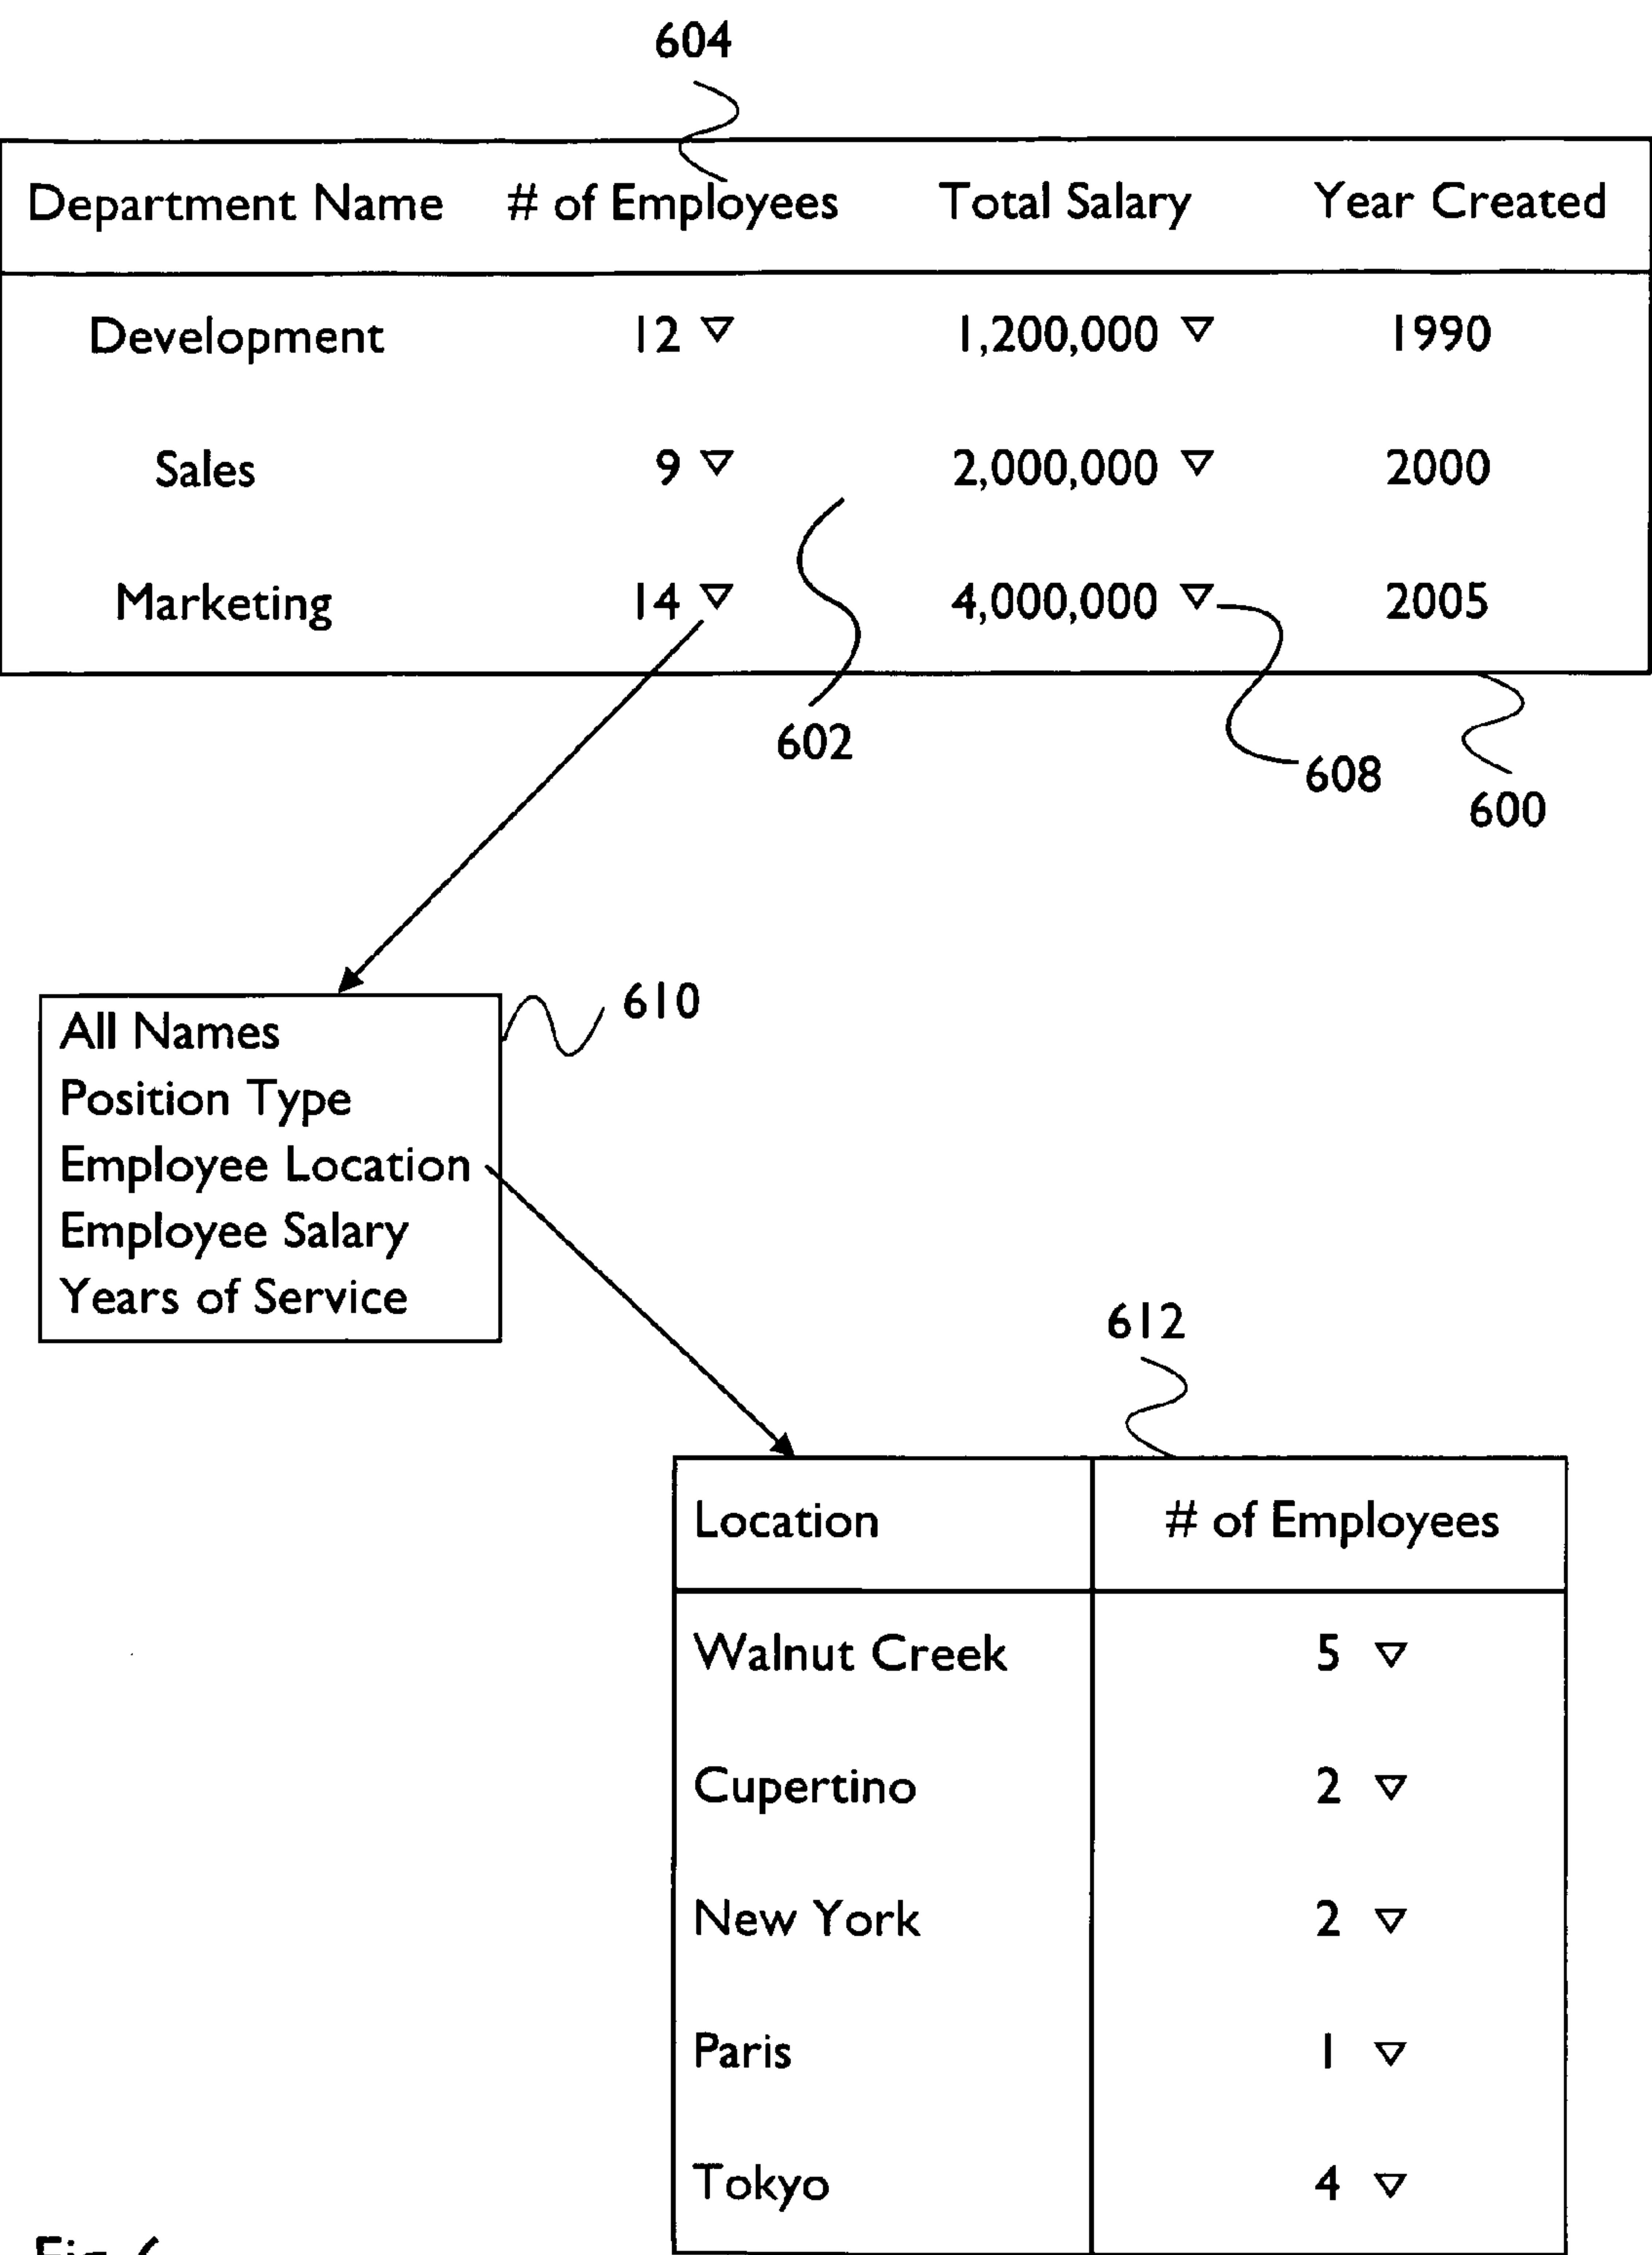 604
Department Name # of Employees Total Salary Year Created
Development 12 1,200,000 1990
Sales 9 2,000,000 2000
Marketing 14 4,000,000 2005
602
608
600
610
All Names
Position Type
Employee Location
Employee Salary
Years of Service
612
Location # of Employees
Walnut Creek 5
Cupertino 2
New York 2
Paris 1
Tokyo 4